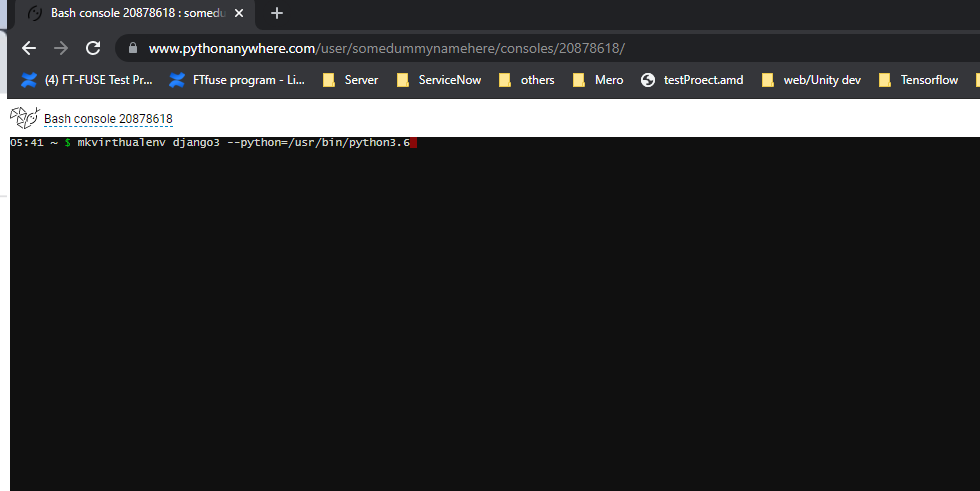 Bash console 20878618 : somedu
www.pythonanywhere.com/user/somedummynamehere/consoles/20878618/
(4) FT-FUSE Test Pr... FTfuse program - Li... Server ServiceNow others Mero testProect.amd web/Unity dev Tensorflow
Bash console 20878618
05:41 ~ $ mkvirthualenv django3 --python=/usr/bin/python3.6